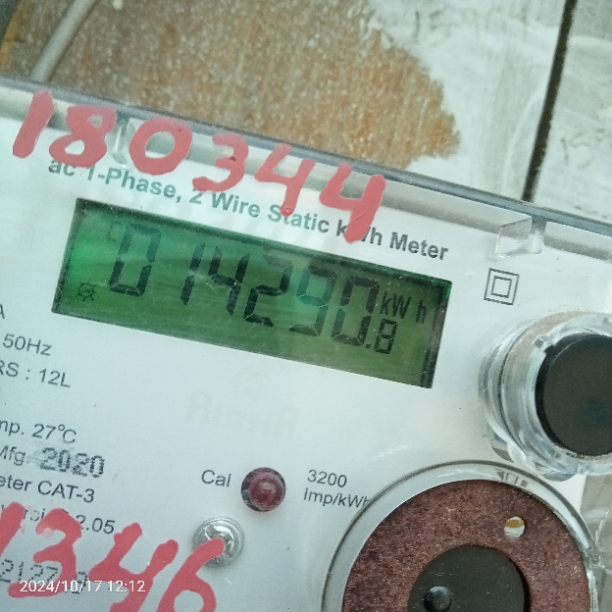 180344
ac 1-Phase, 2 Wire Static kWh Meter
014290.8 kWh
50Hz
RS : 12L
mp. 27°C
Mfg. 2020
Cal
3200
Imp/kWh
eter CAT-3
2.05
1346
2127
2024/10/17 12:12